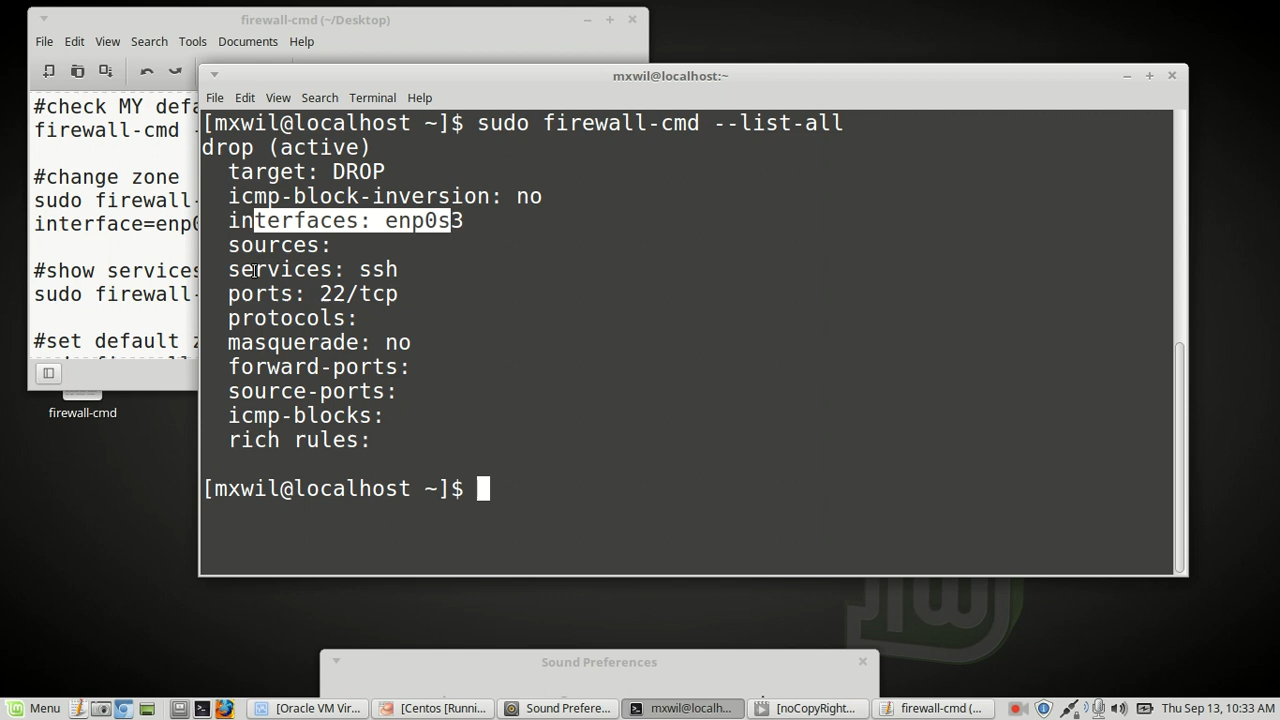 firewall-cmd (~/Desktop)
File Edit View Search Tools Documents Help
#check MY defa
firewall-cmd -
#change zone
sudo firewall-
interface=enp0
#show services
sudo firewall-
#set default z
firewall-cmd
mxwil@localhost:~
File Edit View Search Terminal Help
[mxwil@localhost ~]$ sudo firewall-cmd --list-all
drop (active)
target: DROP
icmp-block-inversion: no
interfaces: enp0s3
sources:
services: ssh
ports: 22/tcp
protocols:
masquerade: no
forward-ports:
source-ports:
icmp-blocks:
rich rules:
[mxwil@localhost ~]$
Sound Preferences
Menu [Oracle VM Vir... [Centos [Runni... [Sound Prefere... mxwil@localh... [noCopyRight... firewall-cmd (... Thu Sep 13, 10:33 AM